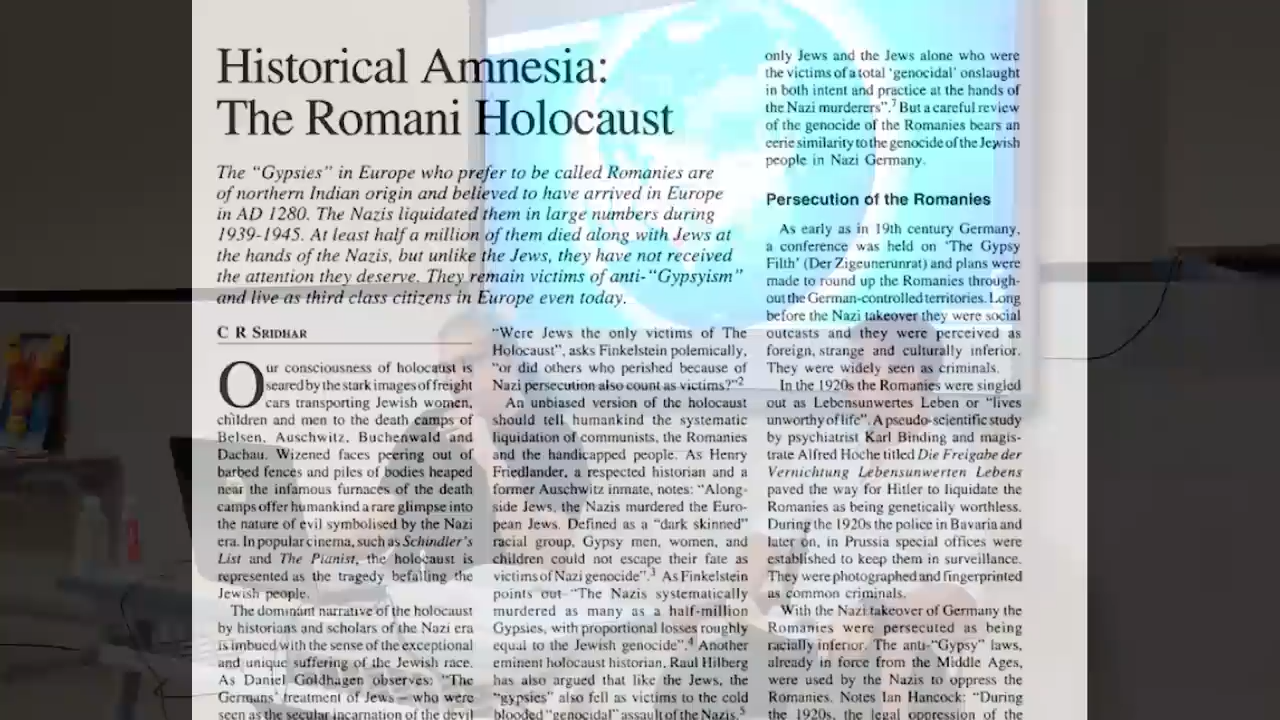 Historical Amnesia:
The Romani Holocaust
The "Gypsies" in Europe who prefer to be called Romanies are
of northern Indian origin and believed to have arrived in Europe
in AD 1280. The Nazis liquidated them in large numbers during
1939-1945. At least half a million of them died along with Jews at
the hands of the Nazis, but unlike the Jews, they have not received
the attention they deserve. They remain victims of anti-"Gypsyism"
and live as third class citizens in Europe even today.
C R SRIDHAR
Our consciousness of holocaust is
seared by the stark images of freight
cars transporting Jewish women,
children and men to the death camps of
Belsen, Auschwitz, Buchenwald and
Dachau. Wizened faces peering out of
barbed fences and piles of bodies heaped
near the infamous furnaces of the death
camps offer humankind a rare glimpse into
the nature of evil symbolised by the Nazi
era. In popular cinema, such as Schindler's
List and The Pianist, the holocaust is
represented as the tragedy befalling the
Jewish people.
The dominant narrative of the holocaust
by historians and scholars of the Nazi era
is imbued with the sense of the exceptional
and unique suffering of the Jewish race.
As Daniel Goldhagen observes: "The
Germans' treatment of Jews – who were
seen as the secular incarnation of the devil
"Were Jews the only victims of The
Holocaust", asks Finkelstein polemically,
"or did others who perished because of
Nazi persecution also count as victims?"2
An unbiased version of the holocaust
should tell humankind the systematic
liquidation of communists, the Romanies
and the handicapped people. As Henry
Friedlander, a respected historian and a
former Auschwitz inmate, notes: "Along-
side Jews, the Nazis murdered the Euro-
pean Jews. Defined as a "dark skinned"
racial group, Gypsy men, women, and
children could not escape their fate as
victims of Nazi genocide".3 As Finkelstein
points out "The Nazis systematically
murdered as many as a half-million
Gypsies, with proportional losses roughly
equal to the Jewish genocide".4 Another
eminent holocaust historian, Raul Hilberg
has also argued that like the Jews, the
"gypsies" also fell as victims to the cold
blooded "genocidal" assault of the Nazis.5
only Jews and the Jews alone who were
the victims of a total 'genocidal' onslaught
in both intent and practice at the hands of
the Nazi murderers".7 But a careful review
of the genocide of the Romanies bears an
eerie similarity to the genocide of the Jewish
people in Nazi Germany.
Persecution of the Romanies
As early as in 19th century Germany,
a conference was held on 'The Gypsy
Filth' (Der Zigeunerunrat) and plans were
made to round up the Romanies through-
out the German-controlled territories. Long
before the Nazi takeover they were social
outcasts and they were perceived as
foreign, strange and culturally inferior.
They were widely seen as criminals.
In the 1920s the Romanies were singled
out as Lebensunwertes Leben or "lives
unworthy of life". A pseudo-scientific study
by psychiatrist Karl Binding and magis-
trate Alfred Hoche titled Die Freigabe der
Vernichtung Lebensunwerten Lebens
paved the way for Hitler to liquidate the
Romanies as being genetically worthless.
During the 1920s the police in Bavaria and
later on, in Prussia special offices were
established to keep them in surveillance.
They were photographed and fingerprinted
as common criminals.
With the Nazi takeover of Germany the
Romanies were persecuted as being
racially inferior. The anti-"Gypsy" laws,
already in force from the Middle Ages,
were used by the Nazis to oppress the
Romanies. Notes Ian Hancock: "During
the 1920s, the legal oppression of the